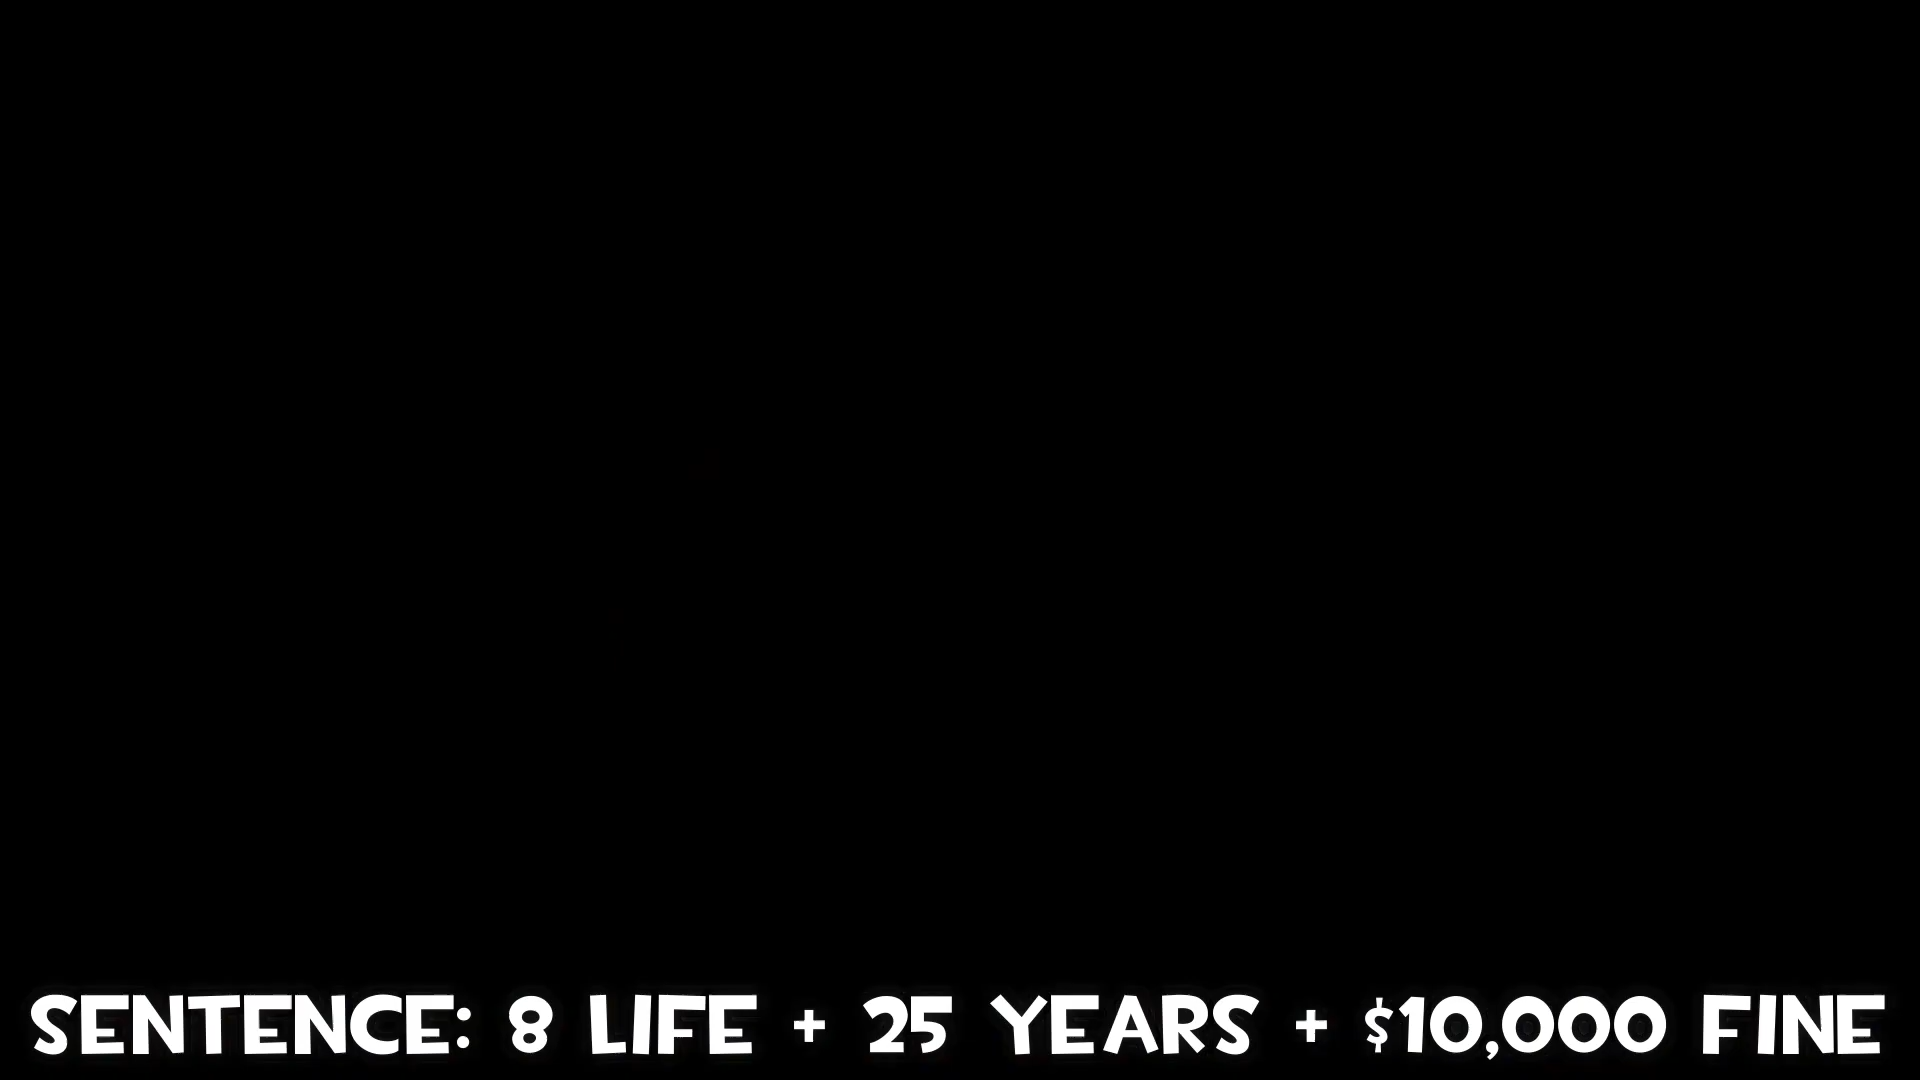 SENTENCE: 8 LIFE + 25 YEARS + $10,000 FINE